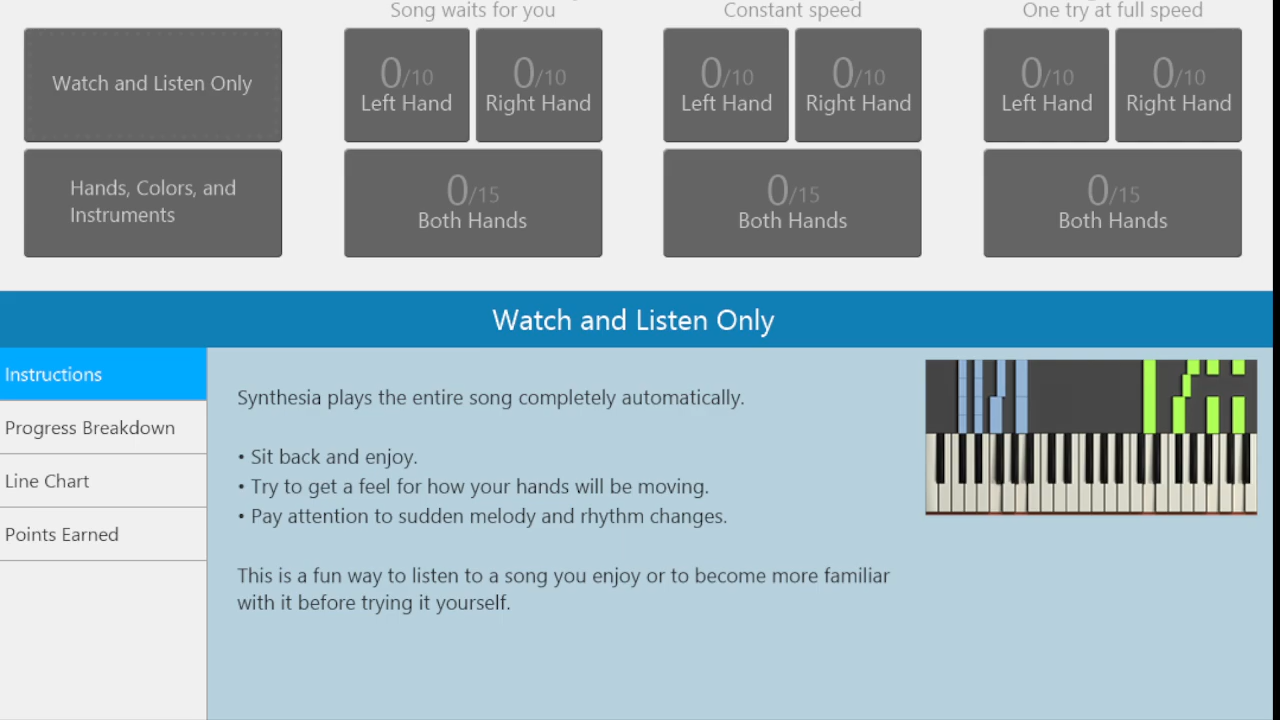 Song waits for you
Constant speed
One try at full speed
Watch and Listen Only
0/10
Left Hand
0/10
Right Hand
0/10
Left Hand
0/10
Right Hand
0/10
Left Hand
0/10
Right Hand
Hands, Colors, and
Instruments
0/15
Both Hands
0/15
Both Hands
0/15
Both Hands
Watch and Listen Only
Instructions
Progress Breakdown
Line Chart
Points Earned
Synthesia plays the entire song completely automatically.
• Sit back and enjoy.
• Try to get a feel for how your hands will be moving.
• Pay attention to sudden melody and rhythm changes.
This is a fun way to listen to a song you enjoy or to become more familiar
with it before trying it yourself.